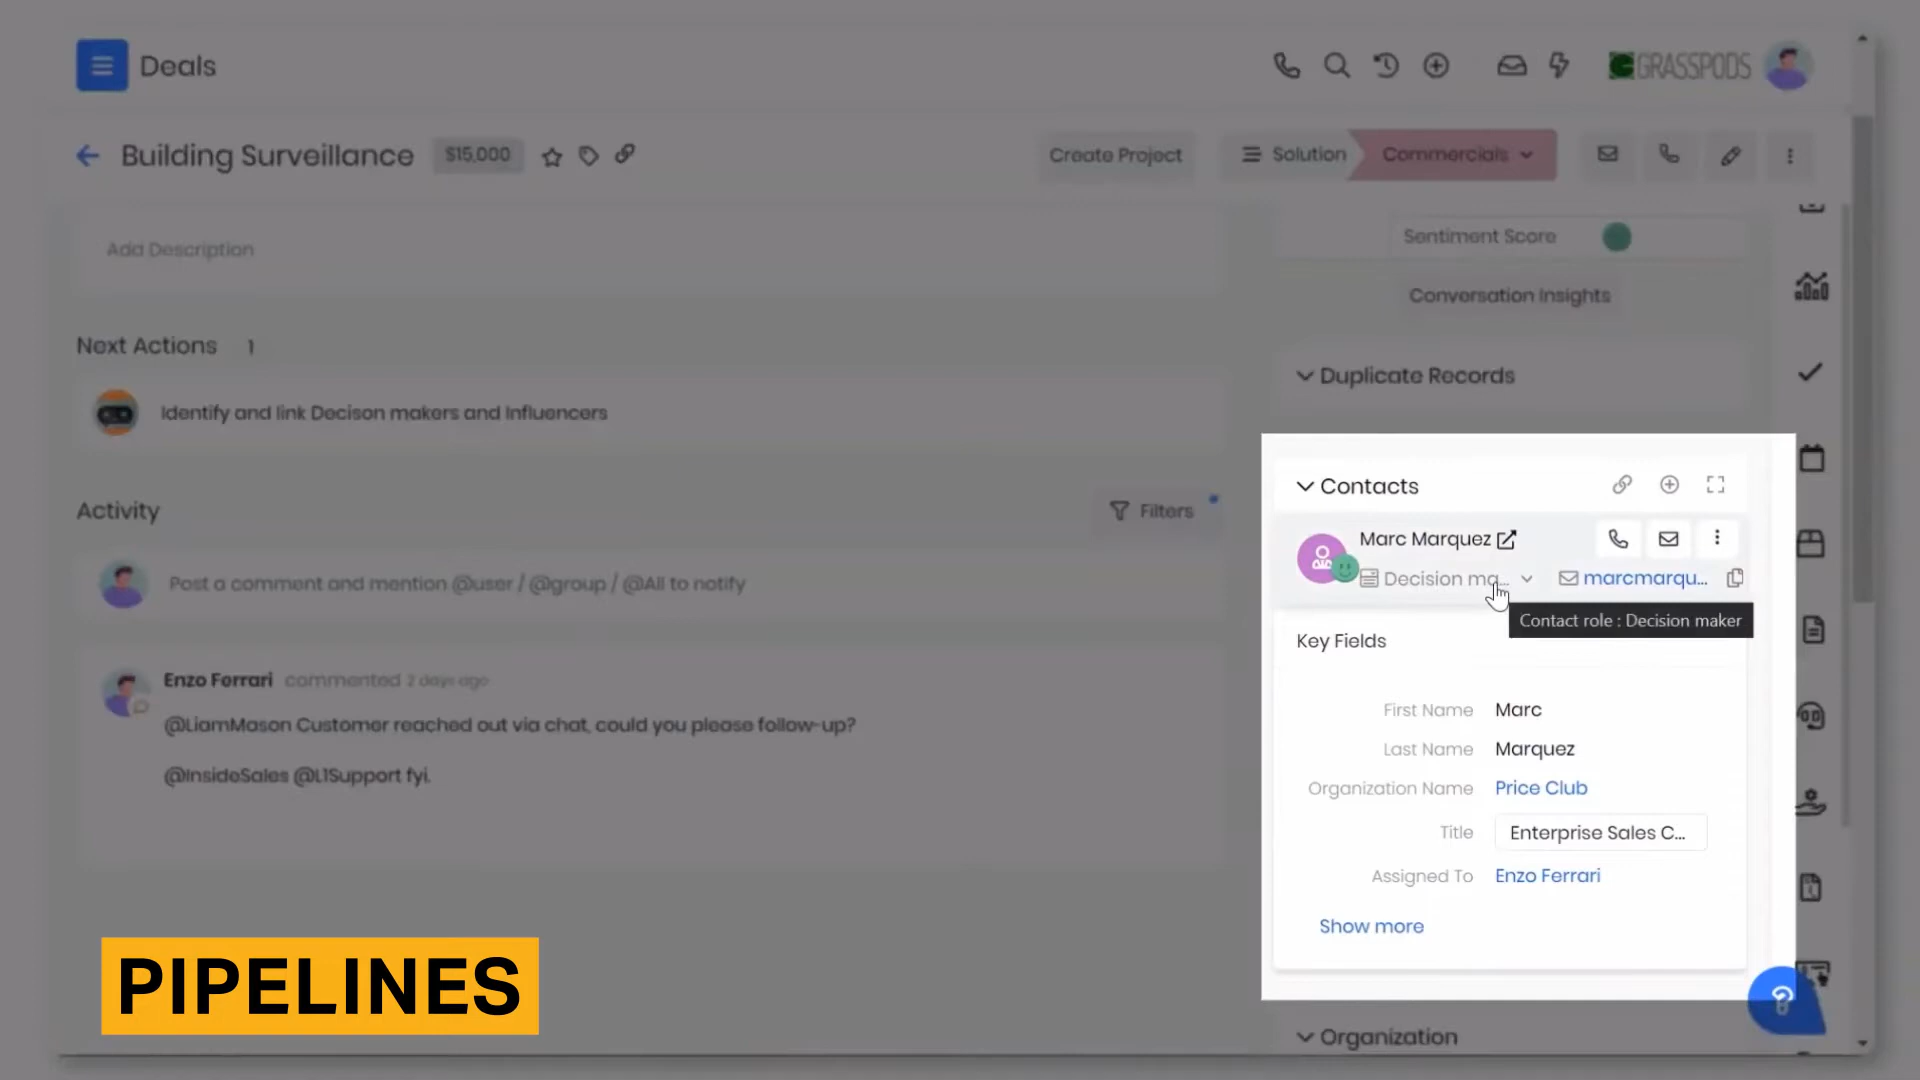 Deals
GRASSPODS
Building Surveillance
$15,000
Create Project
Solution
Commercials
Add Description
Sentiment Score
Conversation Insights
Next Actions 1
Duplicate Records
Identify and link Decison makers and Influencers
Contacts
Activity
Filters
Marc Marquez
Decision ma...
marcmarqu...
Post a comment and mention @user / @group / @All to notify
Contact role : Decision maker
Key Fields
Enzo Ferrari commented 2 days ago
@LiamMason Customer reached out via chat, could you please follow-up?
@InsideSales @L1Support fyi.
First Name Marc
Last Name Marquez
Organization Name Price Club
Title Enterprise Sales C...
Assigned To Enzo Ferrari
Show more
PIPELINES
Organization